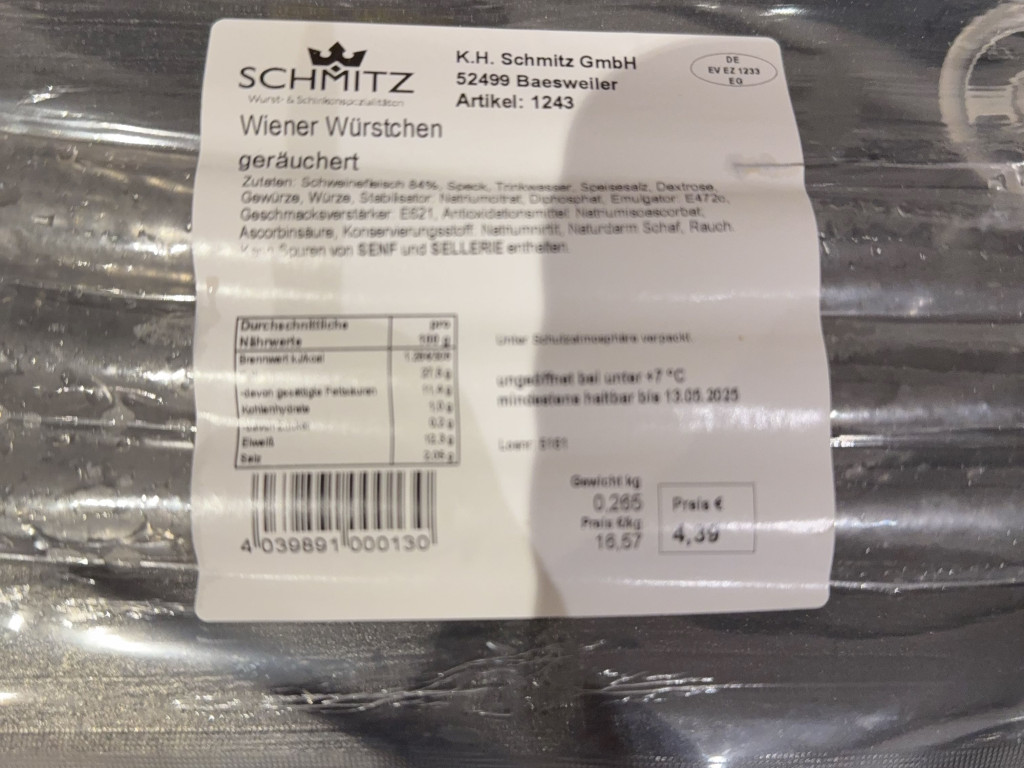 SCHMITZ
Wurst- & Schinkenspezialitäten
K.H. Schmitz GmbH
52499 Baesweiler
Artikel: 1243
DE
EV EZ 1233
EG
Wiener Würstchen
geräuchert
Zutaten: Schweinefleisch 84%, Speck, Trinkwasser, Speisesalz, Dextrose,
Gewürze, Würze, Stabilisator: Natriumcitrat, Diphosphat, Emulgator: E472c,
Geschmacksverstärker: E621, Antioxidationsmittel: Natriumisoascorbat,
Ascorbinsäure, Konservierungsstoff: Natriumnitrit, Naturdarm Schaf, Rauch.
Kann Spuren von SENF und SELLERIE enthalten.
Durchschnittliche pro
Nährwerte 100 g
Brennwert kJ/kcal
-davon gesättigte Fettsäuren
Kohlenhydrate
Eiweiß
Salz
Unter Schutzatmosphäre verpackt.
ungeöffnet bei unter +7 °C
mindestens haltbar bis 13.05.2025
Gewicht kg
0,265
Preis €/kg
16,57
Preis €
4,39
4 039891 000130